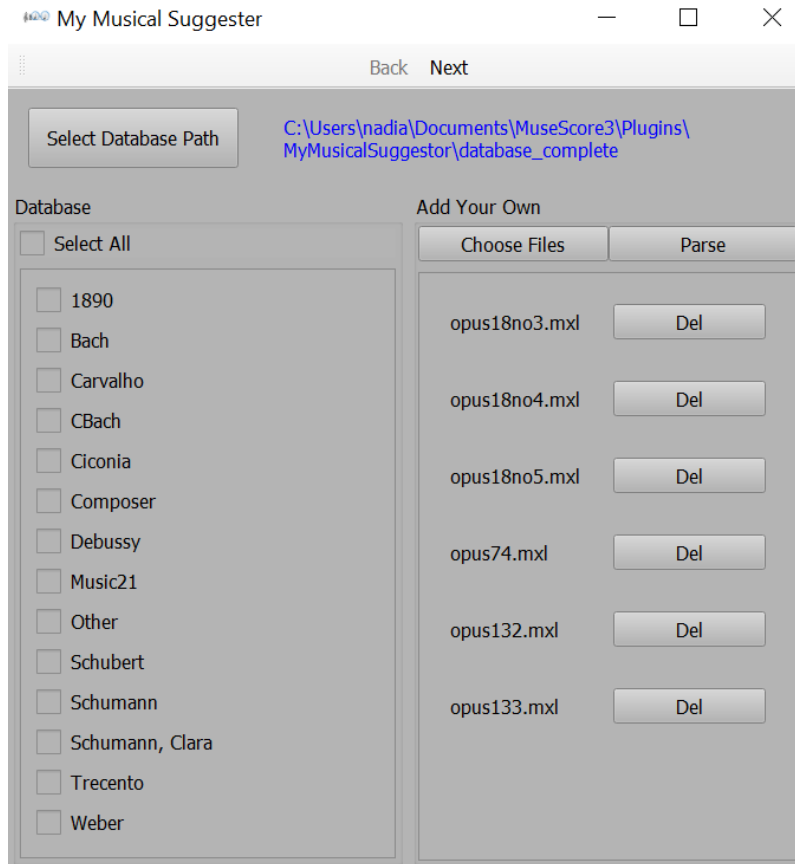 My Musical Suggester
Back Next
Select Database Path
C:\Users\nadia\Documents\MuseScore3\Plugins\
MyMusicalSuggestor\database_complete
Database
Select All
1890
Bach
Carvalho
CBach
Ciconia
Composer
Debussy
Music21
Other
Schubert
Schumann
Schumann, Clara
Trecento
Weber
Add Your Own
Choose Files Parse
opus18no3.mxl Del
opus18no4.mxl Del
opus18no5.mxl Del
opus74.mxl Del
opus132.mxl Del
opus133.mxl Del